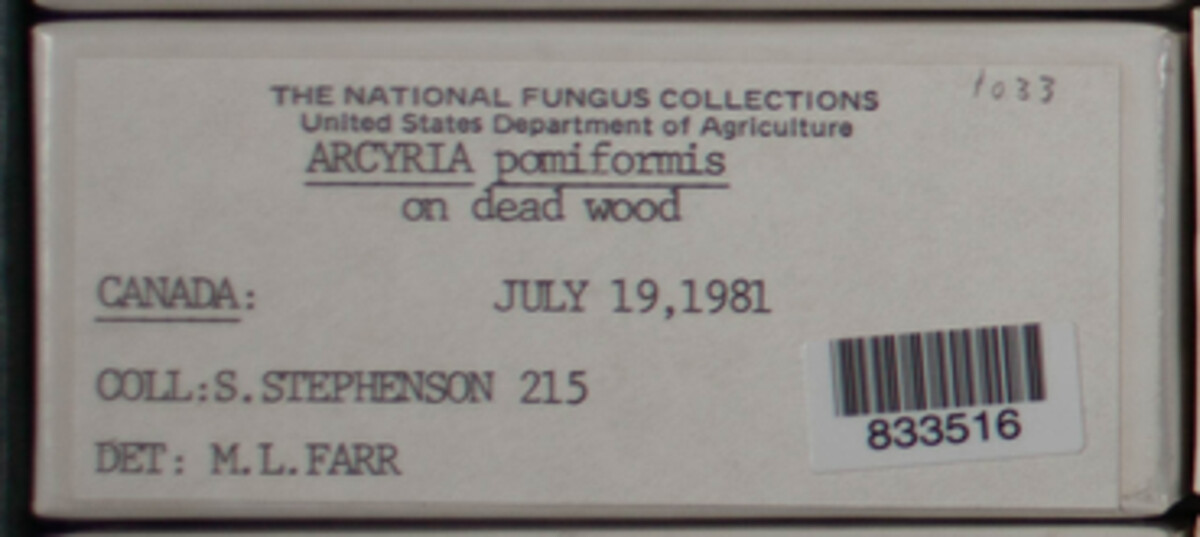 1033
THE NATIONAL FUNGUS COLLECTIONS
United States Department of Agriculture
ARCYRIA pomiformis
on dead wood
CANADA: JULY 19,1981
COLL:S.STEPHENSON 215
DET: M.L.FARR
833516